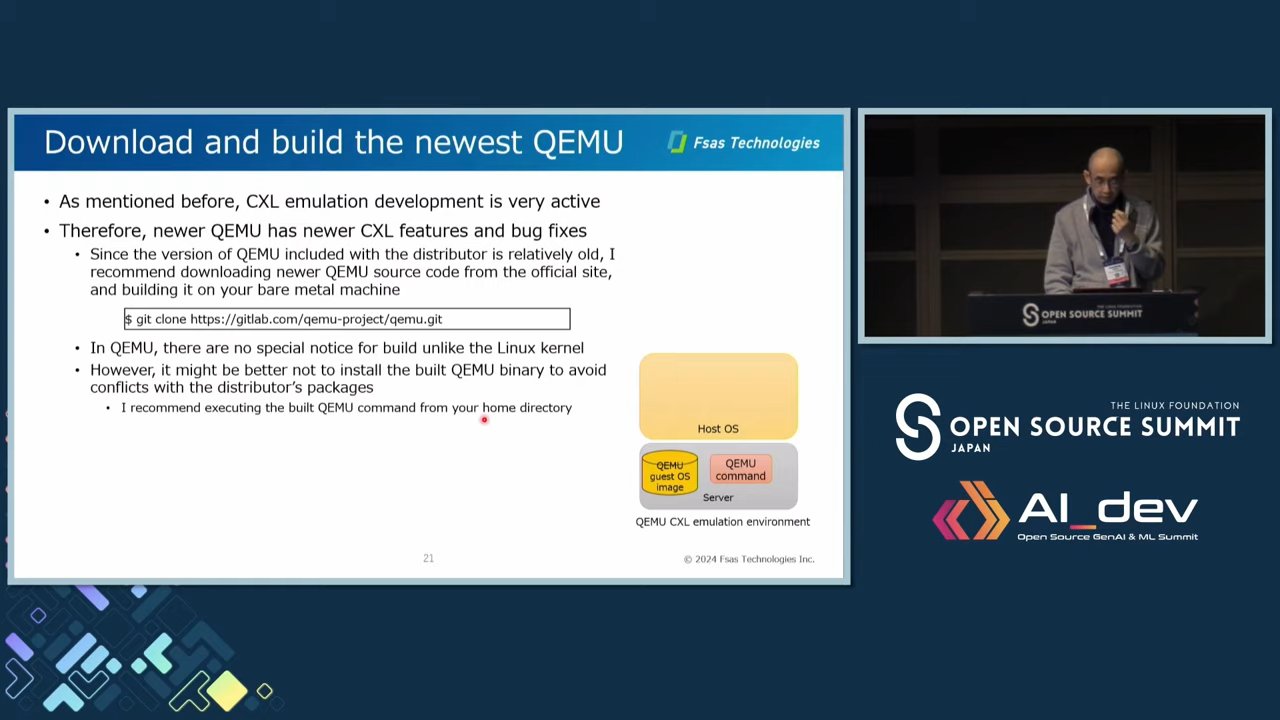 Download and build the newest QEMU
Fsas Technologies
• As mentioned before, CXL emulation development is very active
• Therefore, newer QEMU has newer CXL features and bug fixes
• Since the version of QEMU included with the distributor is relatively old, I
recommend downloading newer QEMU source code from the official site,
and building it on your bare metal machine
$ git clone https://gitlab.com/qemu-project/qemu.git
• In QEMU, there are no special notice for build unlike the Linux kernel
• However, it might be better not to install the built QEMU binary to avoid
conflicts with the distributor's packages
• I recommend executing the built QEMU command from your home directory
Host OS
QEMU
guest OS
image
QEMU
command
Server
QEMU CXL emulation environment
21
© 2024 Fsas Technologies Inc.
THE LINUX FOUNDATION
OPEN SOURCE SUMMIT
JAPAN
THE LINUX FOUNDATION
OPEN SOURCE SUMMIT
JAPAN
AI_dev
Open Source GenAI & ML Summit